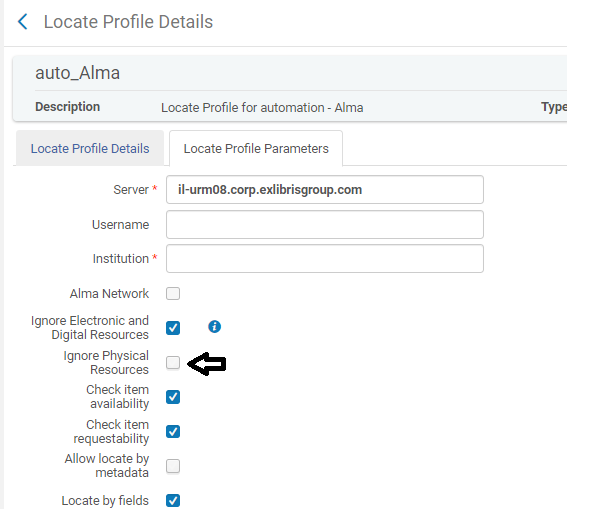 Locate Profile Details
auto_Alma
Description Locate Profile for automation - Alma Type
Locate Profile Details Locate Profile Parameters
Server * il-urm08.corp.exlibrisgroup.com
Username
Institution *
Alma Network
Ignore Electronic and
Digital Resources
Ignore Physical
Resources
Check item
availability
Check item
requestability
Allow locate by
metadata
Locate by fields